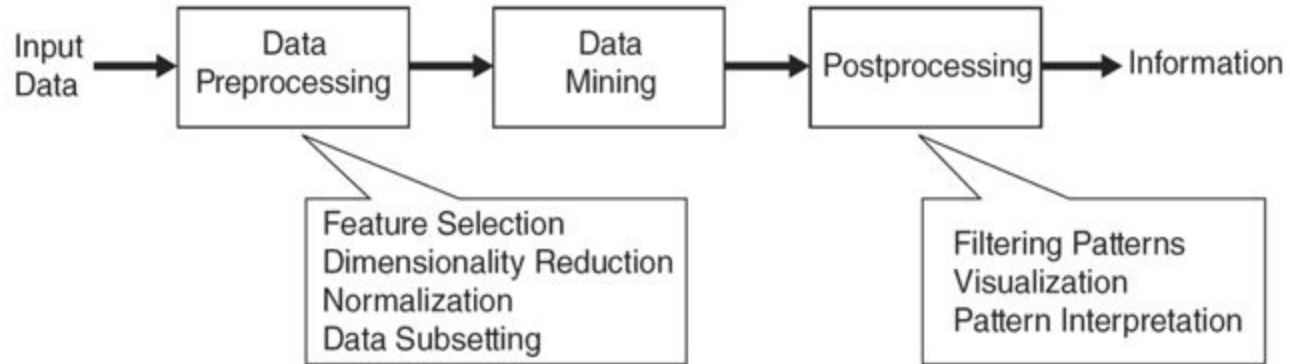 Input
Data
Data
Preprocessing
Data
Mining
Postprocessing
Information
Feature Selection
Dimensionality Reduction
Normalization
Data Subsetting
Filtering Patterns
Visualization
Pattern Interpretation